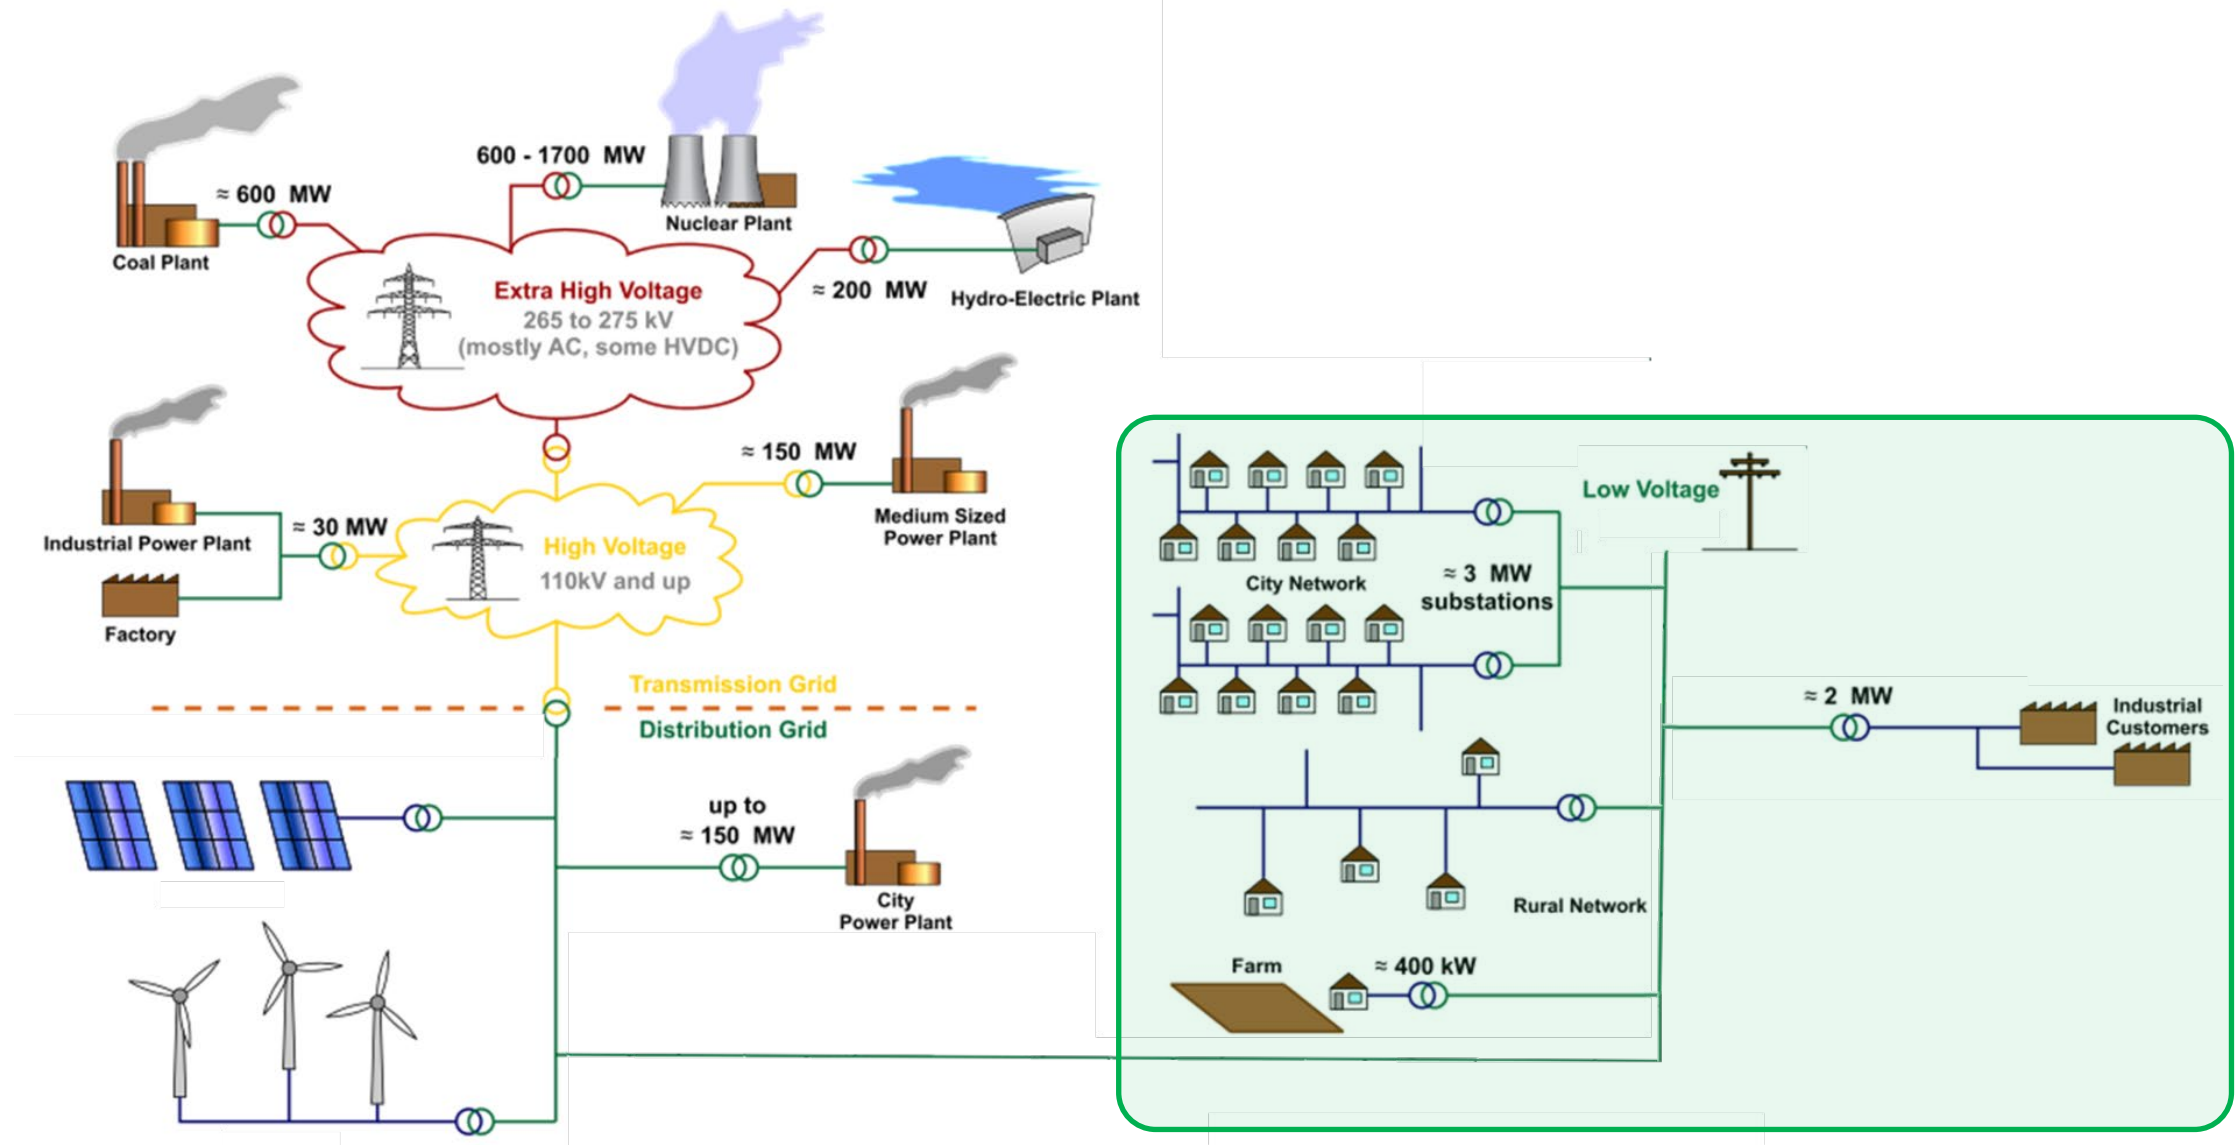 600 - 1700 MW
≈ 600 MW
Nuclear Plant
Coal Plant
≈ 200 MW
Hydro-Electric Plant
Extra High Voltage
265 to 275 kV
(mostly AC, some HVDC)
≈ 150 MW
Medium Sized
Power Plant
≈ 30 MW
Industrial Power Plant
Factory
High Voltage
110kV and up
Transmission Grid
Distribution Grid
up to
≈ 150 MW
City
Power Plant
Low Voltage
City Network
≈ 3 MW
substations
≈ 2 MW
Industrial
Customers
Rural Network
Farm
≈ 400 kW